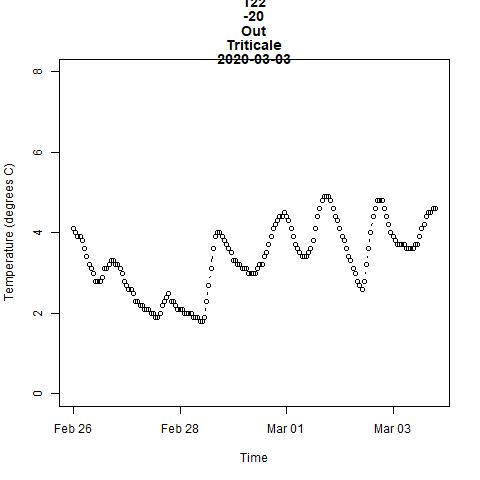 122
-20
Out
Triticale
2020-03-03
Temperature (degrees C)
8
6
4
2
0
Feb 26 Feb 28 Mar 01 Mar 03
Time